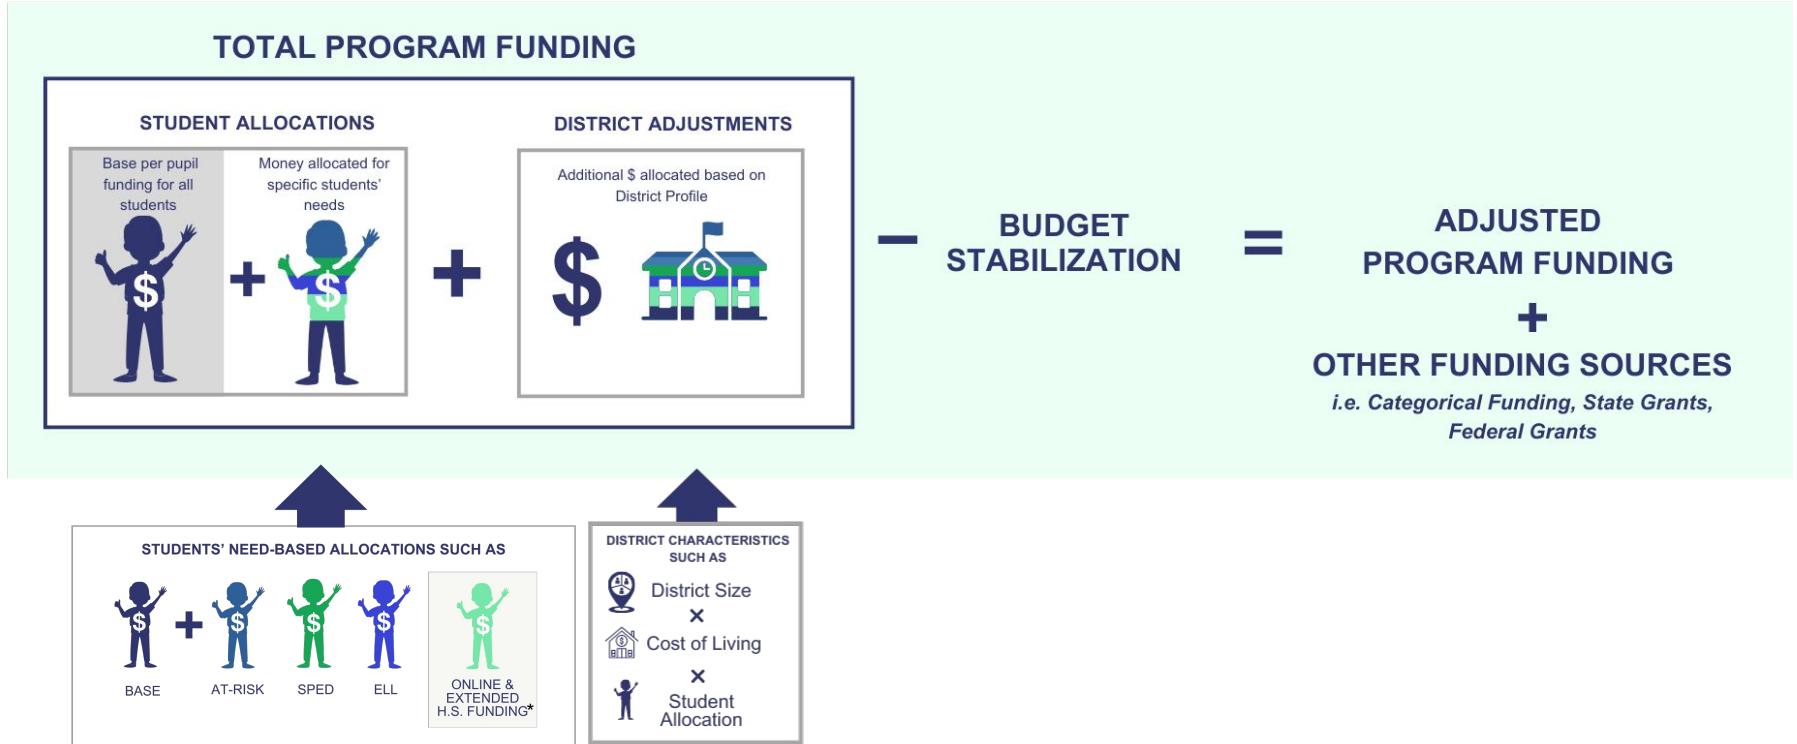 TOTAL PROGRAM FUNDING
STUDENT ALLOCATIONS
Base per pupil
funding for all
students
$
+
Money allocated for
specific students'
needs
$
+
DISTRICT ADJUSTMENTS
Additional $ allocated based on
District Profile
$
−
BUDGET
STABILIZATION
=
ADJUSTED
PROGRAM FUNDING
+
OTHER FUNDING SOURCES
i.e. Categorical Funding, State Grants,
Federal Grants
STUDENTS' NEED-BASED ALLOCATIONS SUCH AS
$ + $ $ $ $
BASE
AT-RISK
SPED
ELL
ONLINE &
EXTENDED
H.S. FUNDING*
DISTRICT CHARACTERISTICS
SUCH AS
District Size
×
$ Cost of Living
×
Student
Allocation